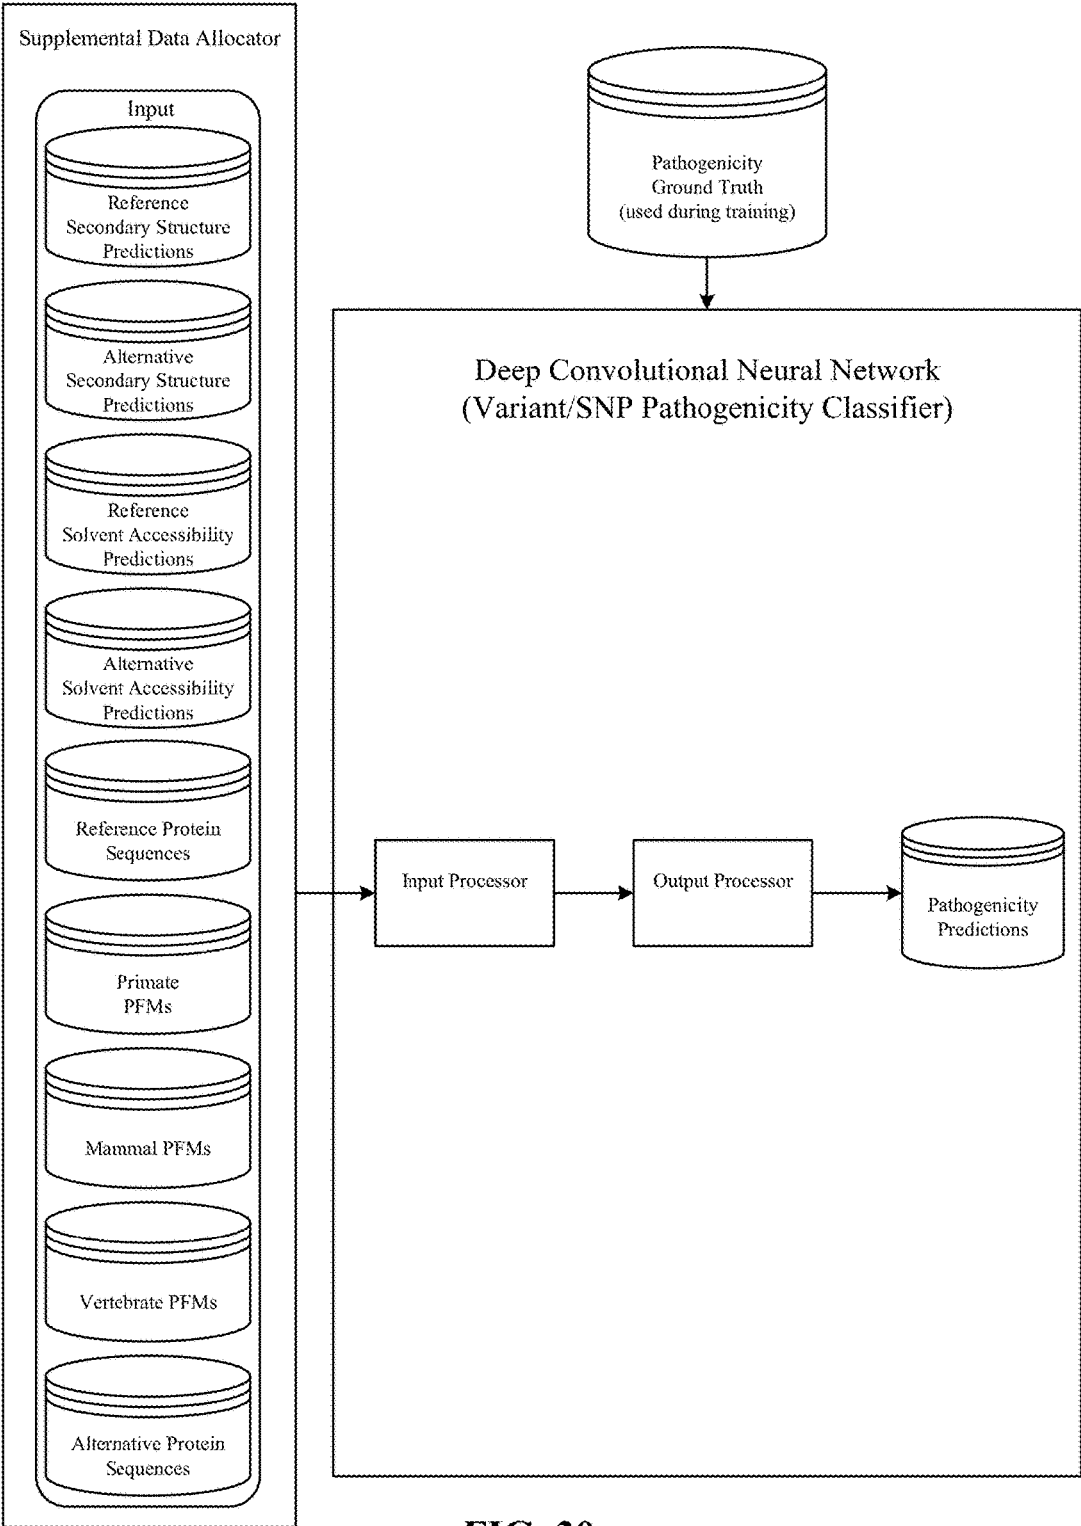 Supplemental Data Allocator
Input
Reference
Secondary Structure
Predictions
Alternative
Secondary Structure
Predictions
Reference
Solvent Accessibility
Predictions
Alternative
Solvent Accessibility
Predictions
Reference Protein
Sequences
Primate
PFMs
Mammal PFMs
Vertebrate PFMs
Alternative Protein
Sequences
Pathogenicity
Ground Truth
(used during training)
Deep Convolutional Neural Network
(Variant/SNP Pathogenicity Classifier)
Input Processor
Output Processor
Pathogenicity
Predictions